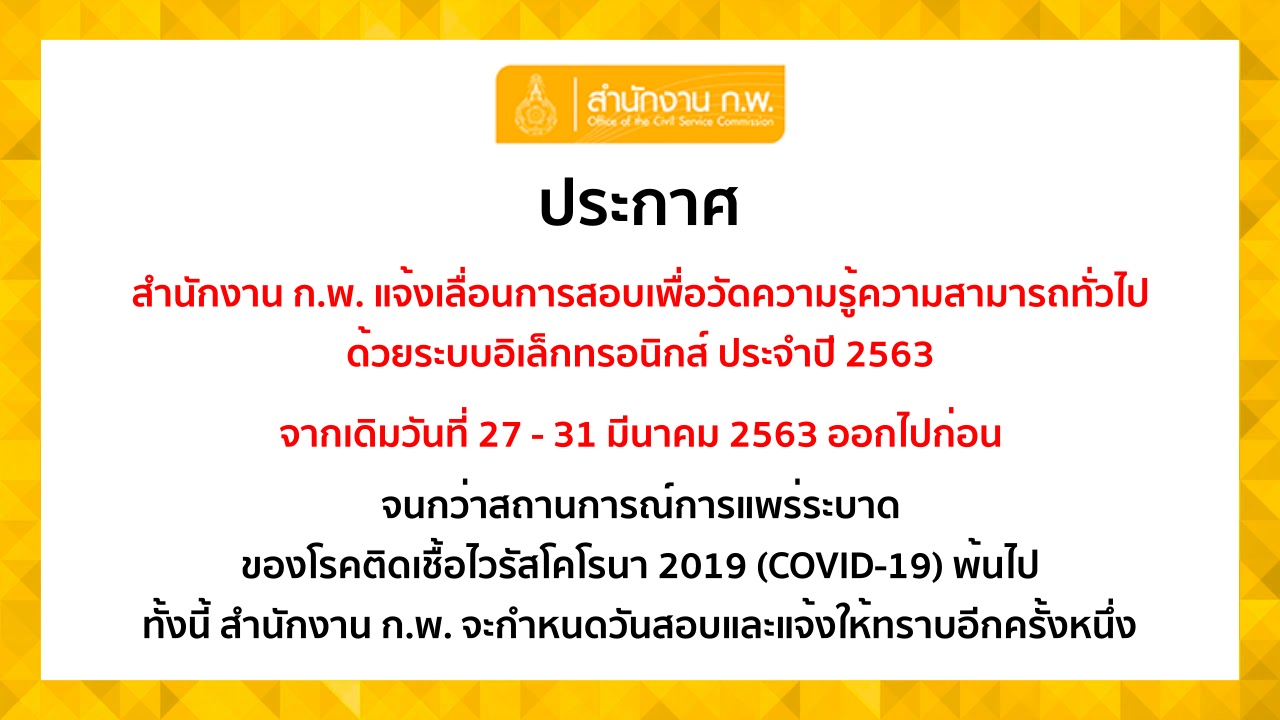 สำนักงาน ก.พ.
Office of the Civil Service Commission
ประกาศ
สำนักงาน ก.พ. แจ้งเลื่อนการสอบเพื่อวัดความรู้ความสามารถทั่วไป
ด้วยระบบอิเล็กทรอนิกส์ ประจำปี 2563
จากเดิมวันที่ 27 - 31 มีนาคม 2563 ออกไปก่อน
จนกว่าสถานการณ์การแพร่ระบาด
ของโรคติดเชื้อไวรัสโคโรนา 2019 (COVID-19) พ้นไป
ทั้งนี้ สำนักงาน ก.พ. จะกำหนดวันสอบและแจ้งให้ทราบอีกครั้งหนึ่ง